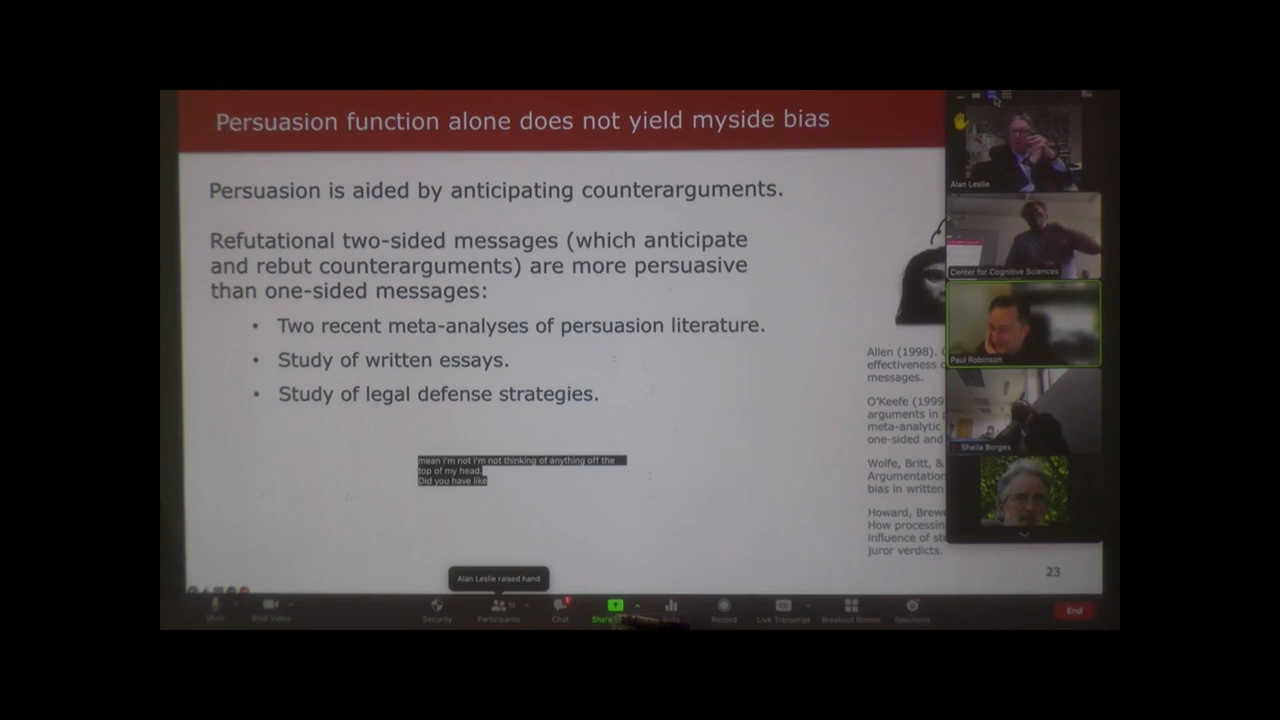 Persuasion function alone does not yield myside bias
Persuasion is aided by anticipating counterarguments.
Refutational two-sided messages (which anticipate
and rebut counterarguments) are more persuasive
than one-sided messages:
• Two recent meta-analyses of persuasion literature.
• Study of written essays.
• Study of legal defense strategies.
mean i'm not i'm not thinking of anything off the
top of my head.
Did you have like
Allen (1998).
effectiveness
messages.
O'Keefe (1999
arguments in
meta-analytic
one-sided and
Wolfe, Britt, &
Argumentation
bias in written
Howard, Brewe
How processin
influence of
juror verdicts.
23
Alan Leslie
Center for Cognitive Sciences
Paul Robinson
Sheila Borges
Alan Leslie raised hand
Mute
Stop Video
Security
Participants
12
Chat
1
Share
Record
CC
Live Transcript
Breakout Rooms
Reactions
End